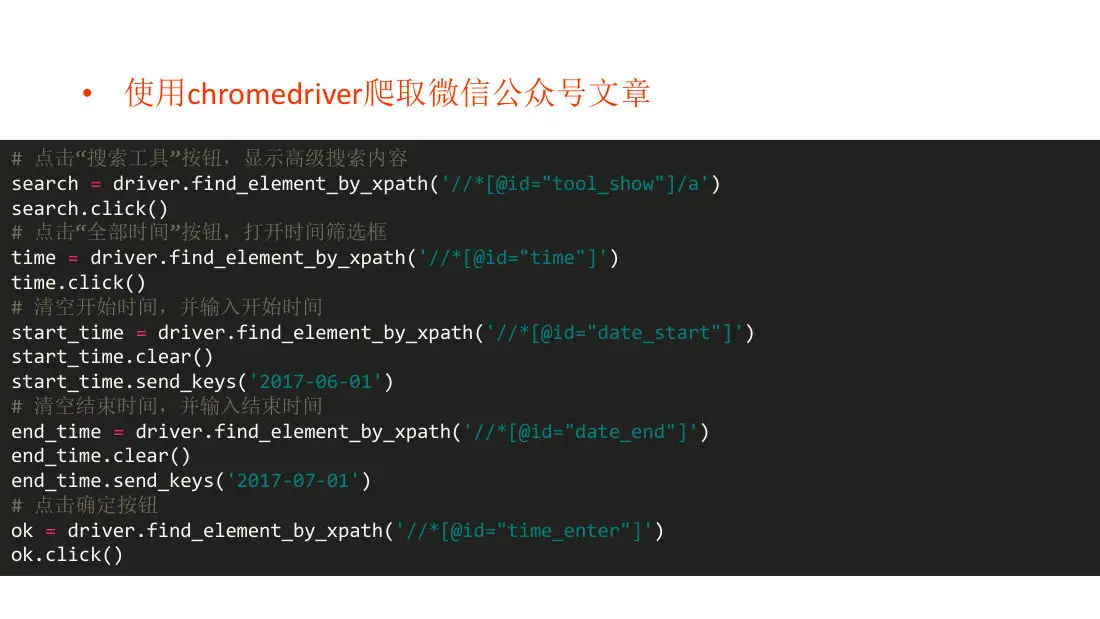 • 使用chromedriver爬取微信公众号文章
# 点击“搜索工具”按钮，显示高级搜索内容
search = driver.find_element_by_xpath('//*[@id="tool_show"]/a')
search.click()
# 点击“全部时间”按钮，打开时间筛选框
time = driver.find_element_by_xpath('//*[@id="time"]')
time.click()
# 清空开始时间，并输入开始时间
start_time = driver.find_element_by_xpath('//*[@id="date_start"]')
start_time.clear()
start_time.send_keys('2017-06-01')
# 清空结束时间，并输入结束时间
end_time = driver.find_element_by_xpath('//*[@id="date_end"]')
end_time.clear()
end_time.send_keys('2017-07-01')
# 点击确定按钮
ok = driver.find_element_by_xpath('//*[@id="time_enter"]')
ok.click()